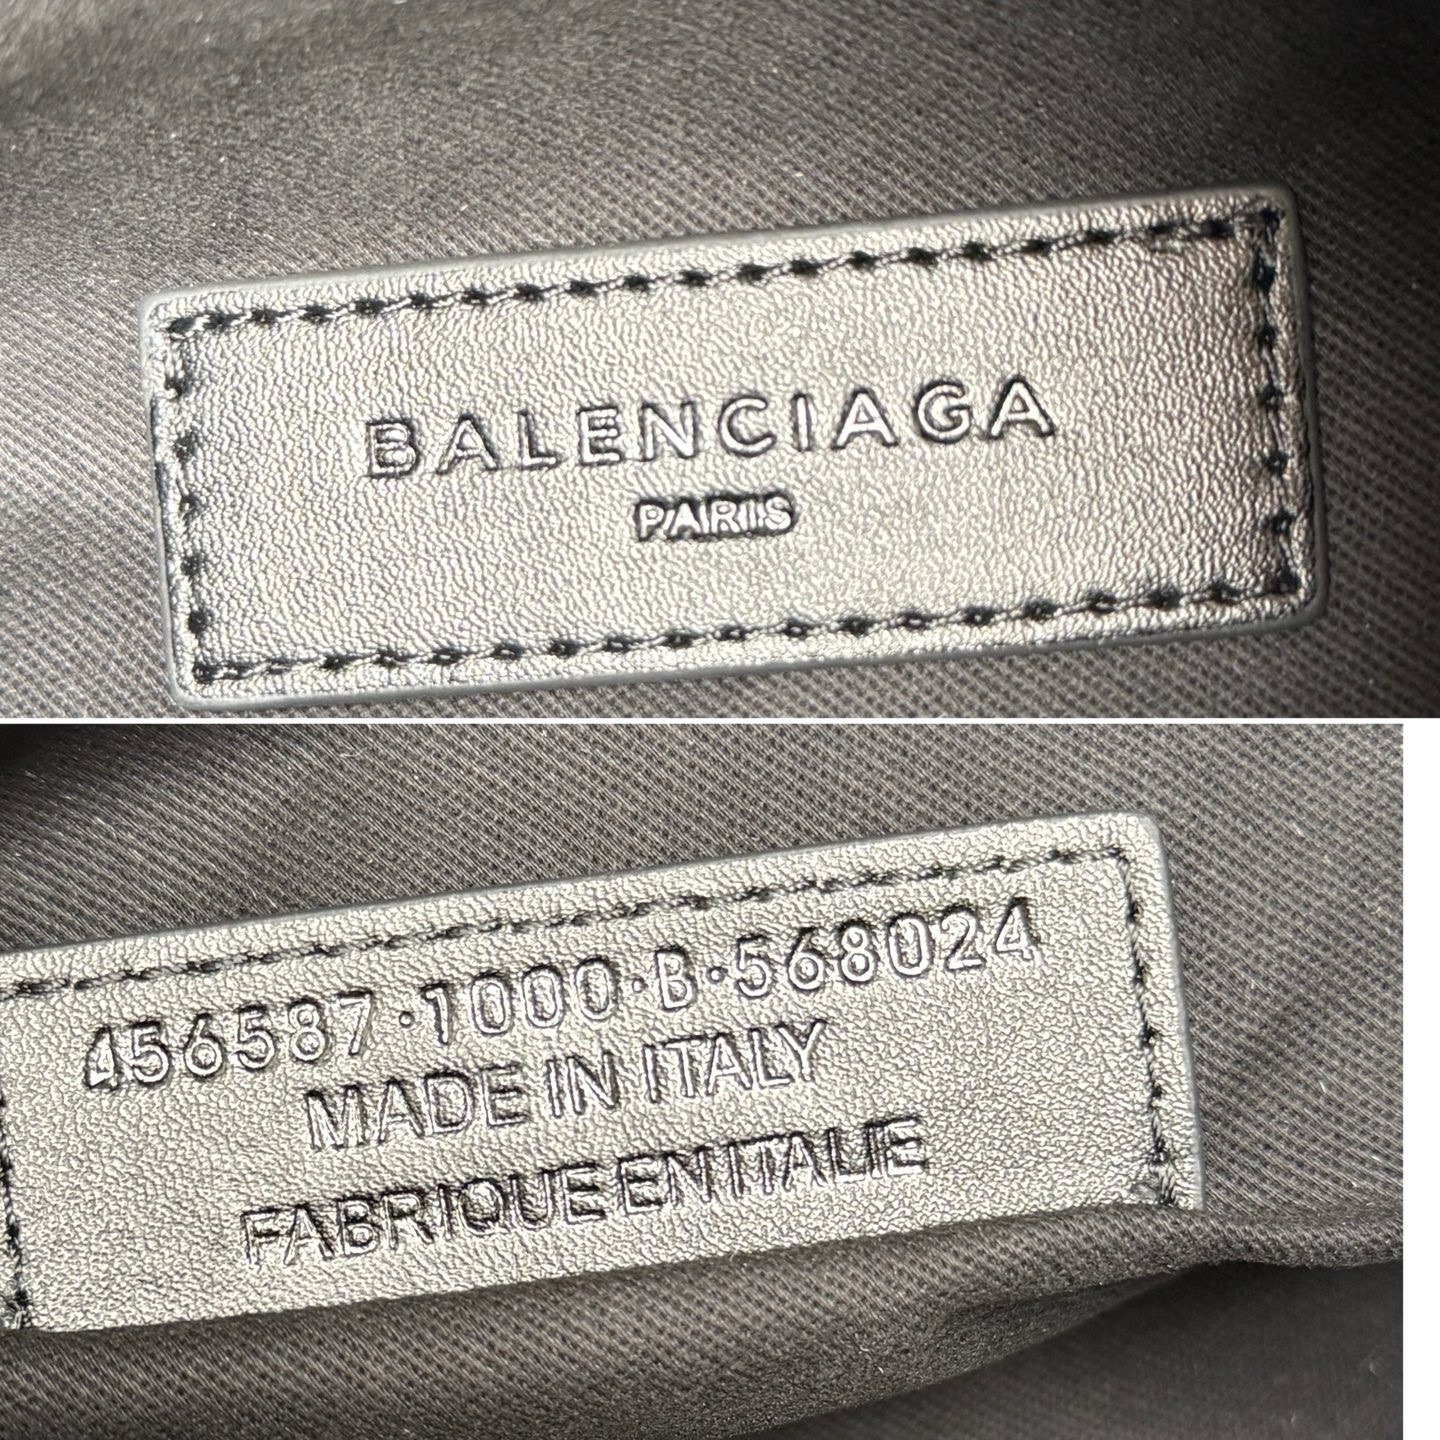 BALENCIAGA
PARIS
456587·1000·B·568024
MADE IN ITALY
FABRIQUE EN ITALIE